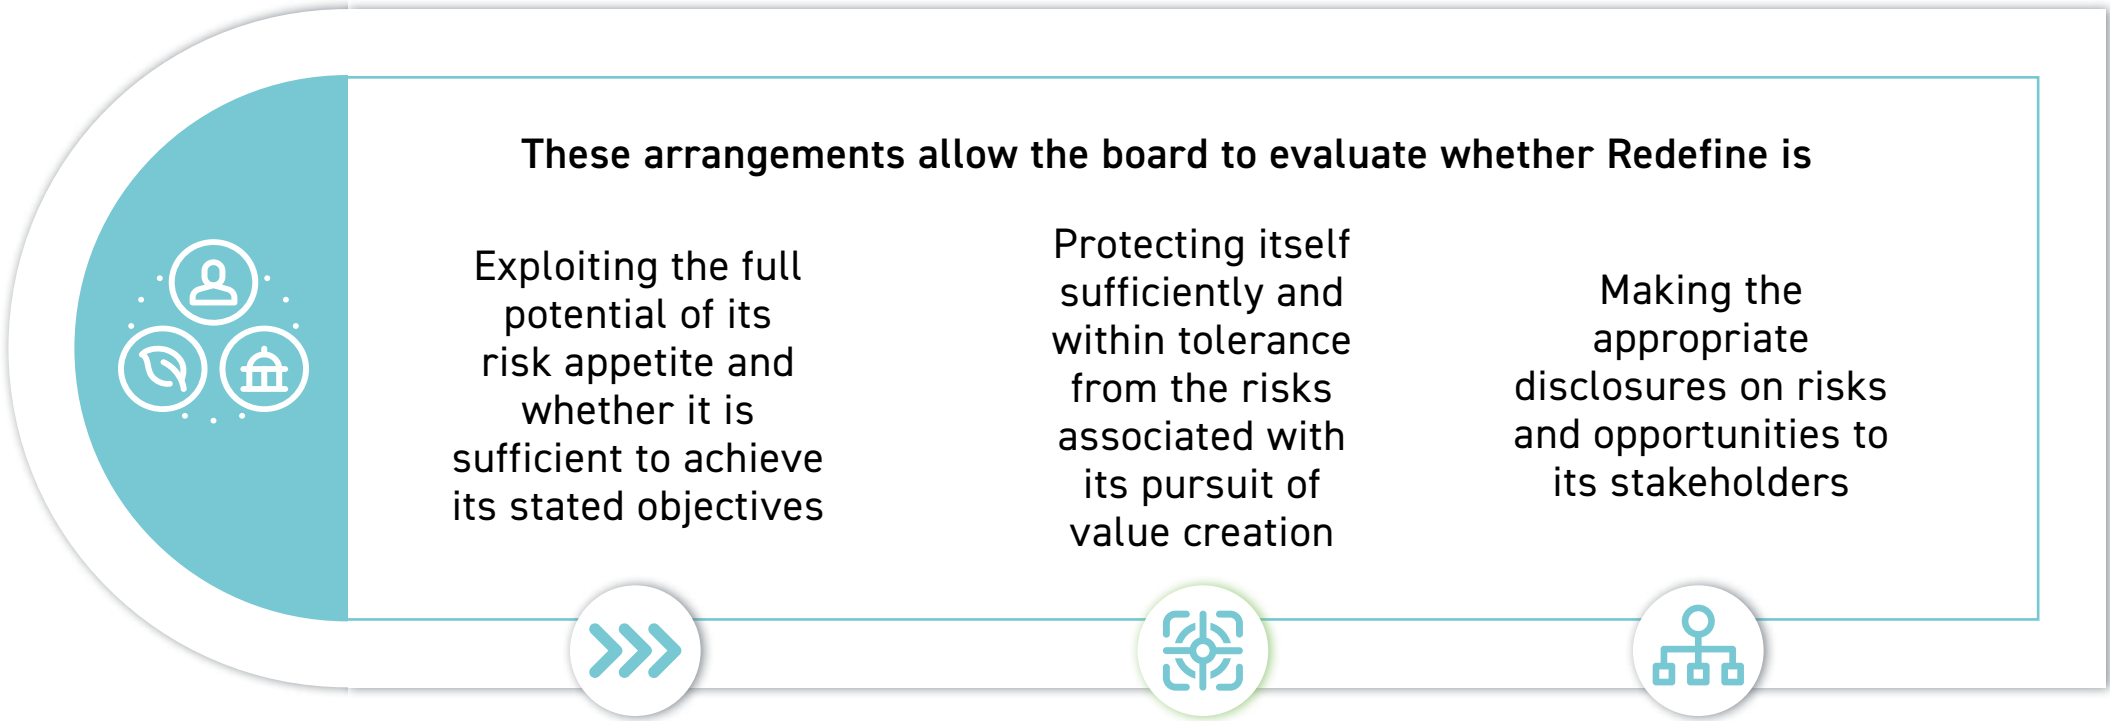 These arrangements allow the board to evaluate whether Redefine is
Exploiting the full
potential of its
risk appetite and
whether it is
sufficient to achieve
its stated objectives
Protecting itself
sufficiently and
within tolerance
from the risks
associated with
its pursuit of
value creation
Making the
appropriate
disclosures on risks
and opportunities to
its stakeholders